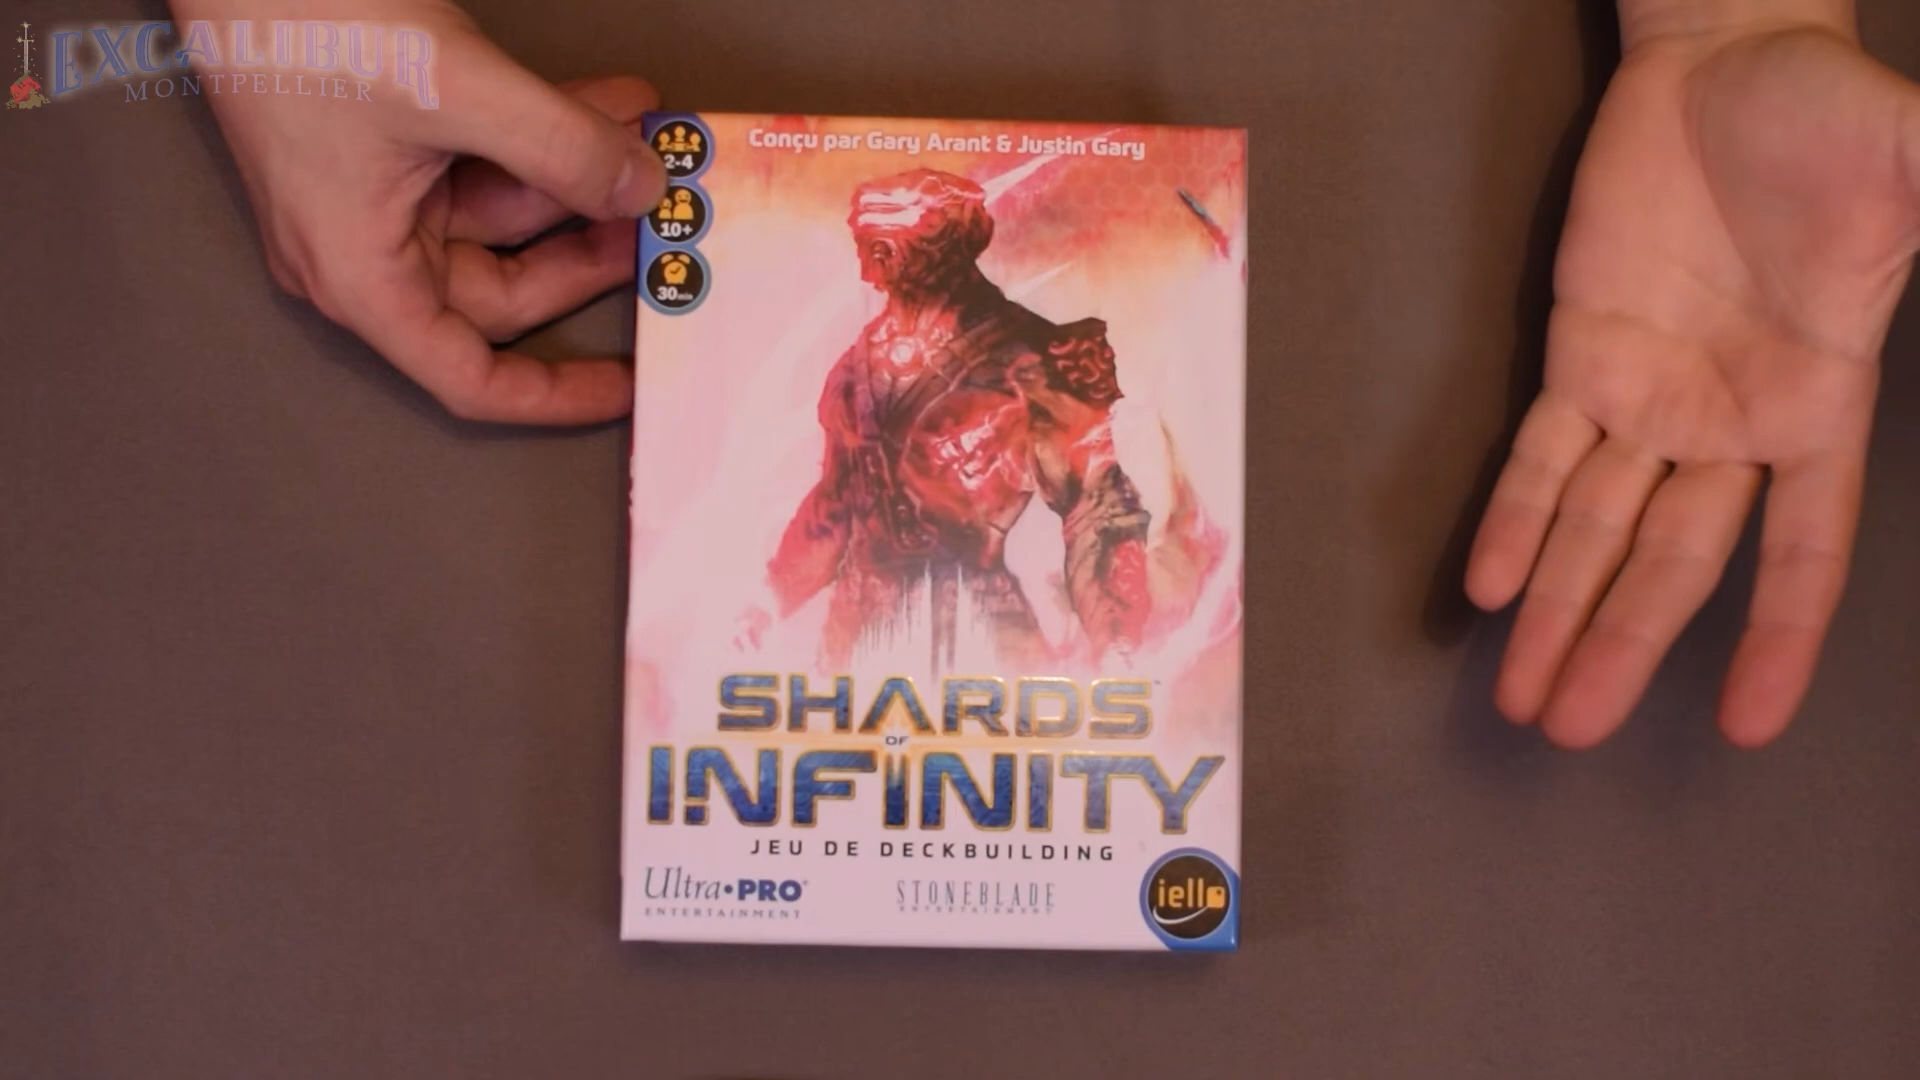 EXCALIBUR
MONTPELLIER
Conçu par Gary Arant & Justin Gary
2-4
10+
30min
SHARDS
OF
INFINITY
JEU DE DECKBUILDING
Ultra•PRO
ENTERTAINMENT
STONEBLADE
ENTERTAINMENT
iello